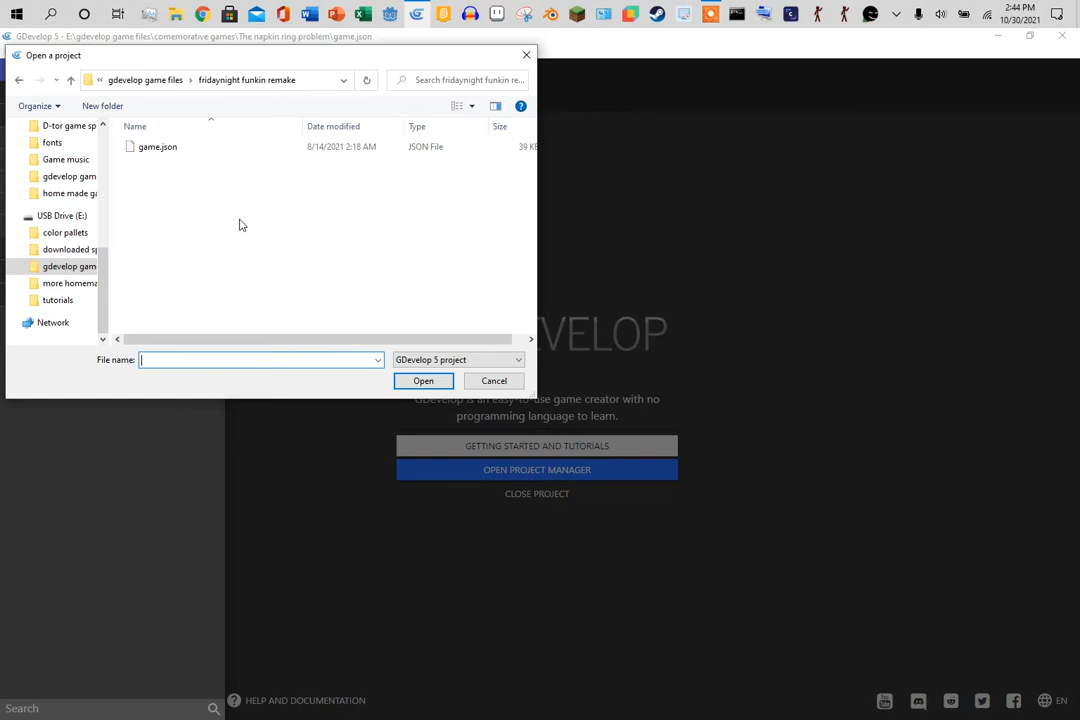 2:44 PM
10/30/2021
GDevelop 5 - E:\gdevelop game files\comemorative games\The napkin ring problem\game.json
Open a project
« gdevelop game files › fridaynight funkin remake
Search fridaynight funkin re...
Organize
New folder
Name
Date modified
Type
Size
D-tor game sp
fonts
Game music
gdevelop gam
home made ga
USB Drive (E:)
color pallets
downloaded sp
gdevelop gam
more homema
tutorials
Network
game.json
8/14/2021 2:18 AM
JSON File
39 KB
File name:
GDevelop 5 project
Open
Cancel
EVELOP
GDevelop is an easy-to-use game creator with no
programming language to learn.
GETTING STARTED AND TUTORIALS
OPEN PROJECT MANAGER
CLOSE PROJECT
Search
HELP AND DOCUMENTATION
EN